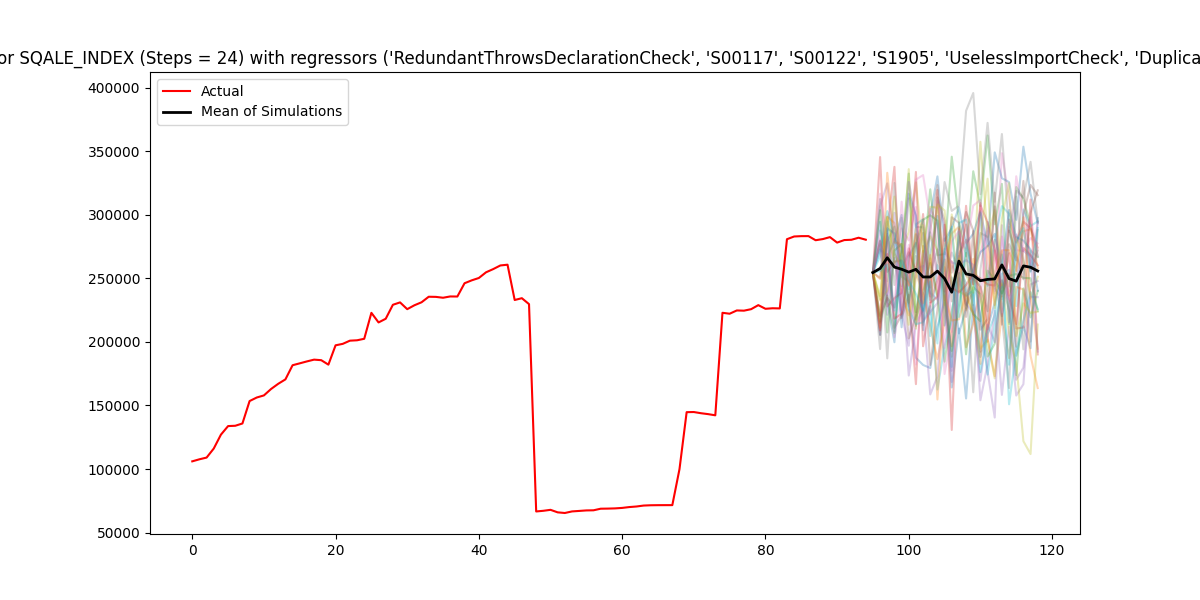 or SQALE_INDEX (Steps = 24) with regressors ('RedundantThrowsDeclarationCheck', 'S00117', 'S00122', 'S1905', 'UselessImportCheck', 'Duplica
Actual
Mean of Simulations
400000
350000
300000
250000
200000
150000
100000
50000
0 20 40 60 80 100 120